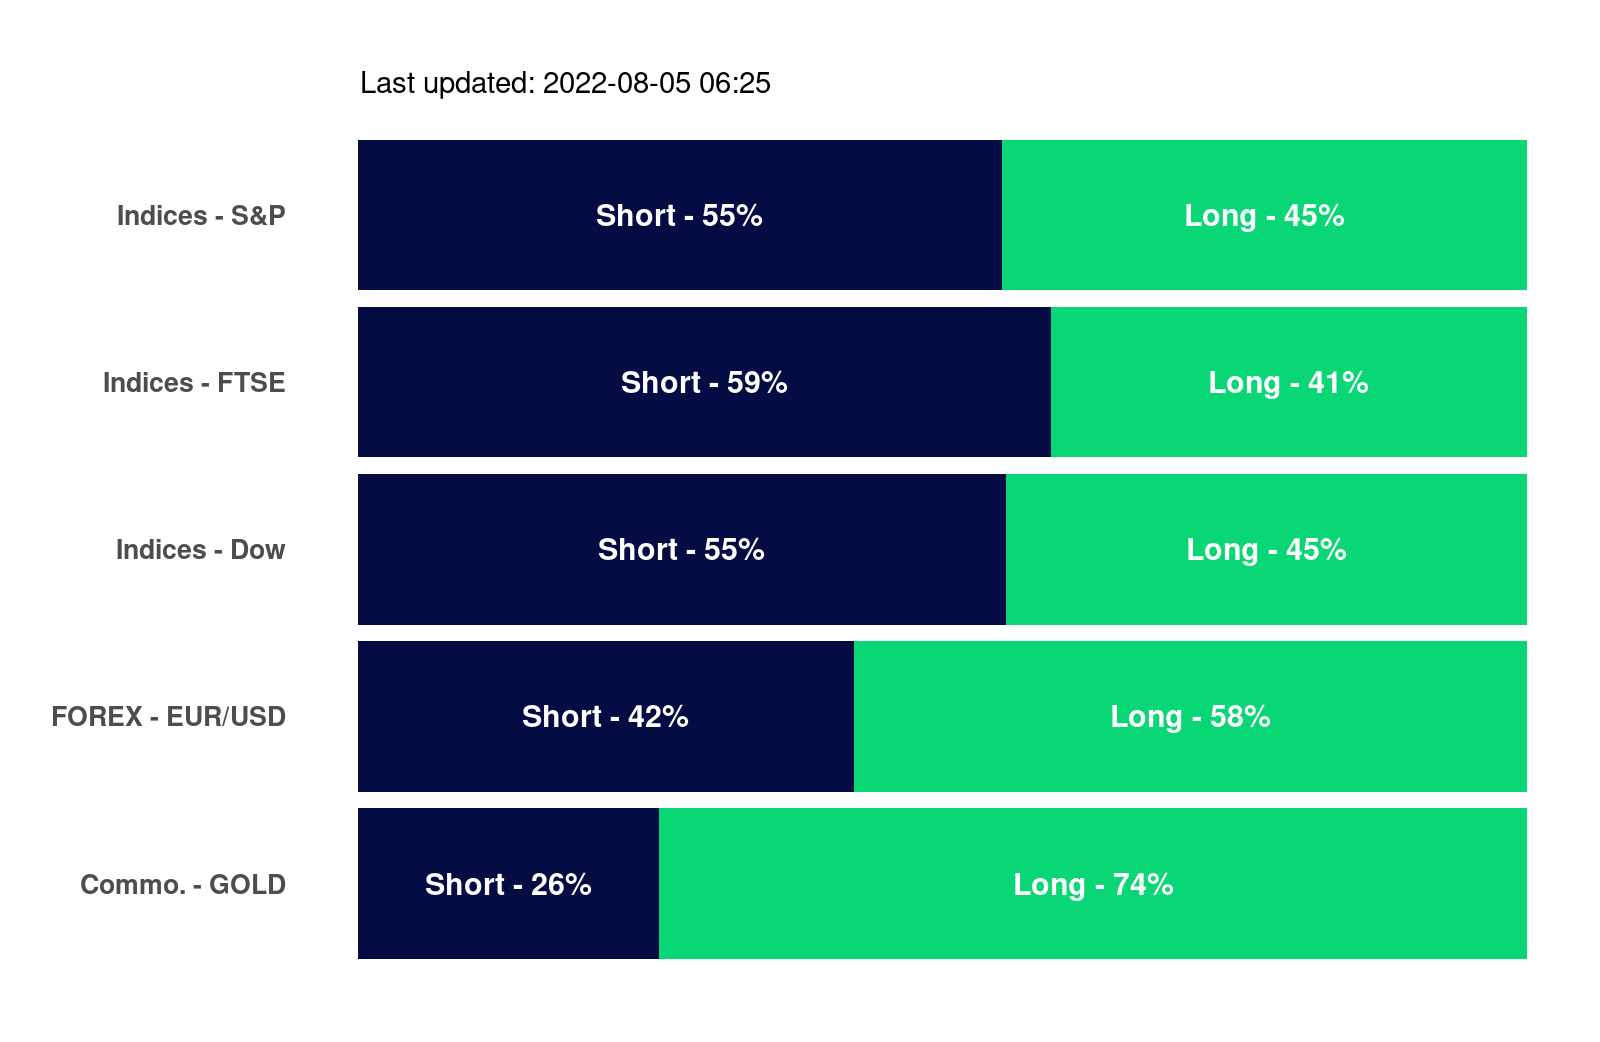 Last updated: 2022-08-05 06:25
Indices - S&P Short - 55% Long - 45%
Indices - FTSE Short - 59% Long - 41%
Indices - Dow Short - 55% Long - 45%
FOREX - EUR/USD Short - 42% Long - 58%
Commo. - GOLD Short - 26% Long - 74%